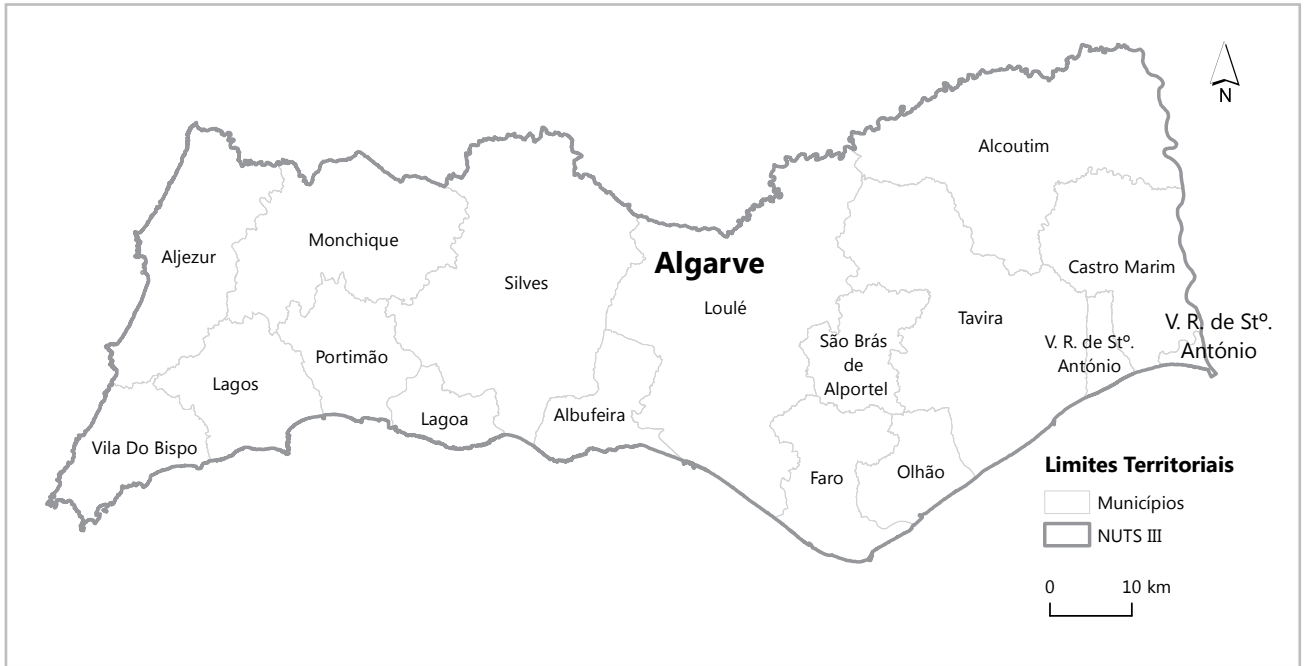 N
Alcoutim
Monchique
Aljezur
Algarve
Castro Marim
Silves
Loulé
Tavira
V. R. de Stº.
António
São Brás
de
Alportel
V. R. de Stº.
António
Portimão
Lagos
Lagoa
Albufeira
Vila Do Bispo
Faro
Olhão
Limites Territoriais
Municípios
NUTS III
0 10 km